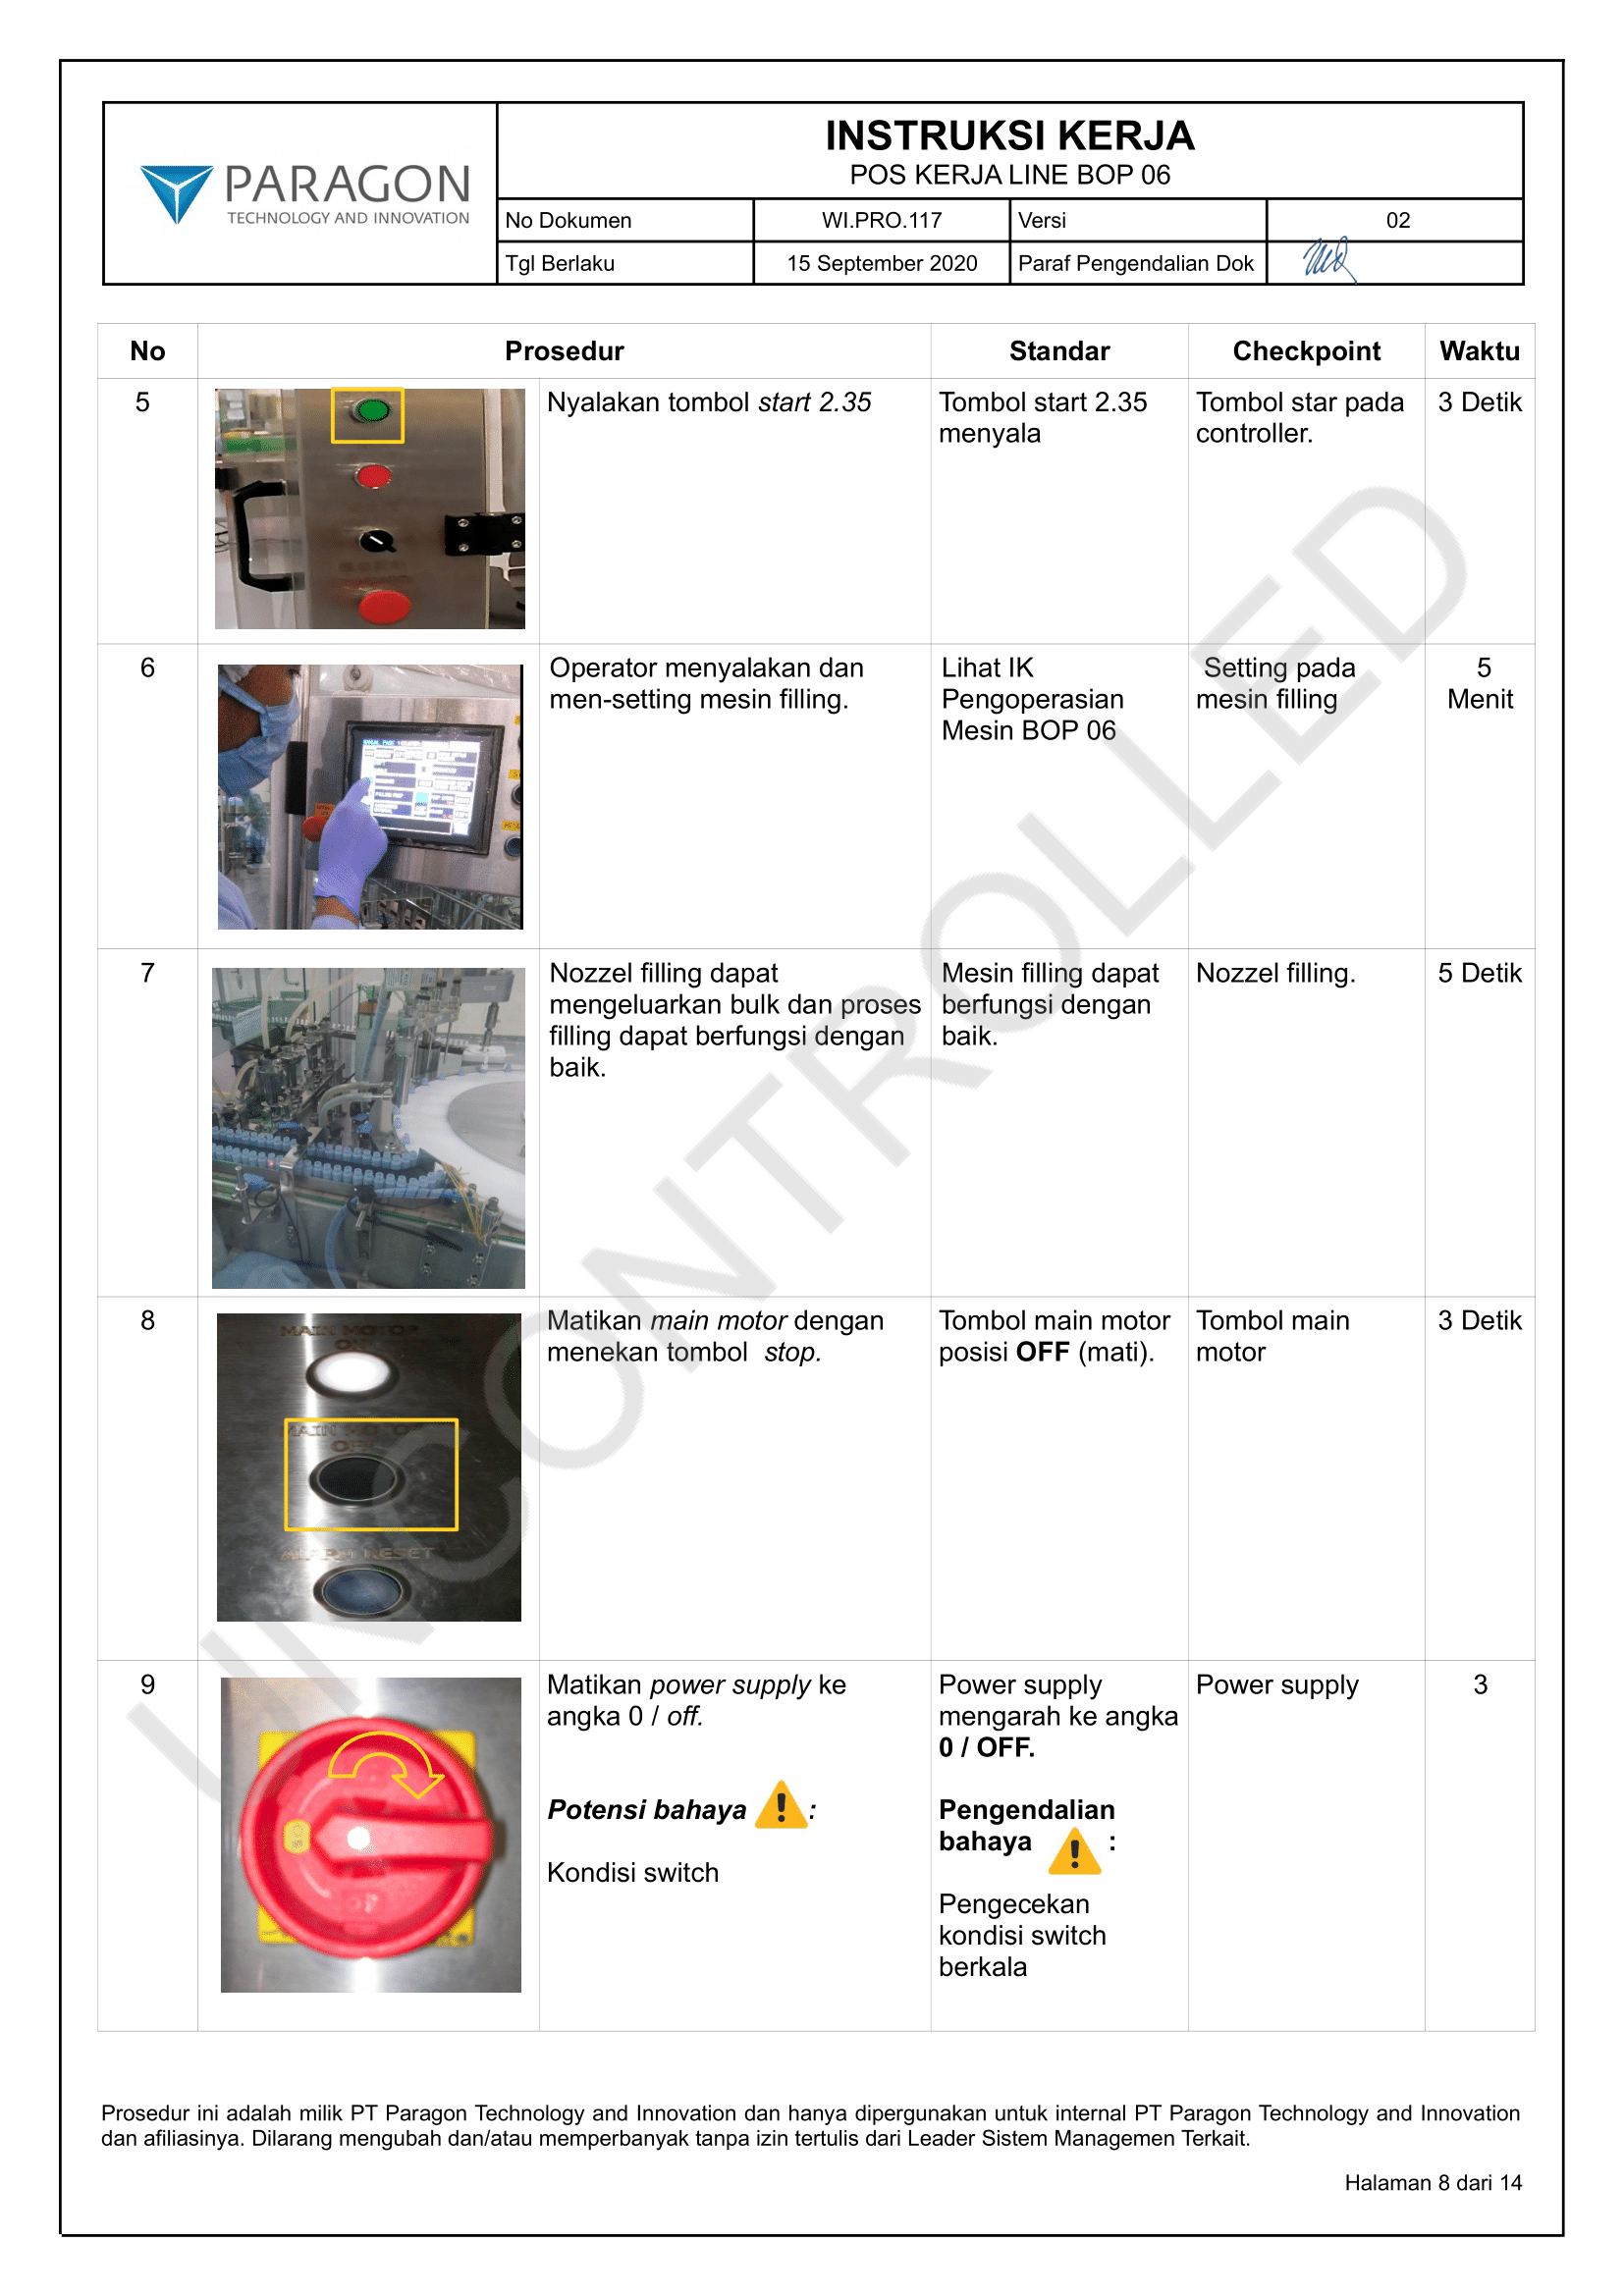 PARAGON
TECHNOLOGY AND INNOVATION
INSTRUKSI KERJA
POS KERJA LINE BOP 06
No Dokumen WI.PRO.117 Versi 02
Tgl Berlaku 15 September 2020 Paraf Pengendalian Dok
No Prosedur Standar Checkpoint Waktu
5 Nyalakan tombol start 2.35 Tombol start 2.35 Tombol star pada 3 Detik
menyala controller.
6 Operator menyalakan dan Lihat IK Setting pada 5
men-setting mesin filling. Pengoperasian mesin filling Menit
Mesin BOP 06
7 Nozzel filling dapat Mesin filling dapat Nozzel filling. 5 Detik
mengeluarkan bulk dan proses berfungsi dengan
filling dapat berfungsi dengan baik.
baik.
8 Matikan main motor dengan Tombol main motor Tombol main 3 Detik
menekan tombol stop. posisi OFF (mati). motor
MAIN MOTOR
ON
MAIN MOTOR
OFF
ALARM RESET
9 Matikan power supply ke Power supply Power supply 3
angka 0 / off. mengarah ke angka
0 / OFF.
Potensi bahaya : Pengendalian
bahaya :
Kondisi switch
Pengecekan
kondisi switch
berkala
UNCONTROLLED
Prosedur ini adalah milik PT Paragon Technology and Innovation dan hanya dipergunakan untuk internal PT Paragon Technology and Innovation
dan afiliasinya. Dilarang mengubah dan/atau memperbanyak tanpa izin tertulis dari Leader Sistem Managemen Terkait.
Halaman 8 dari 14